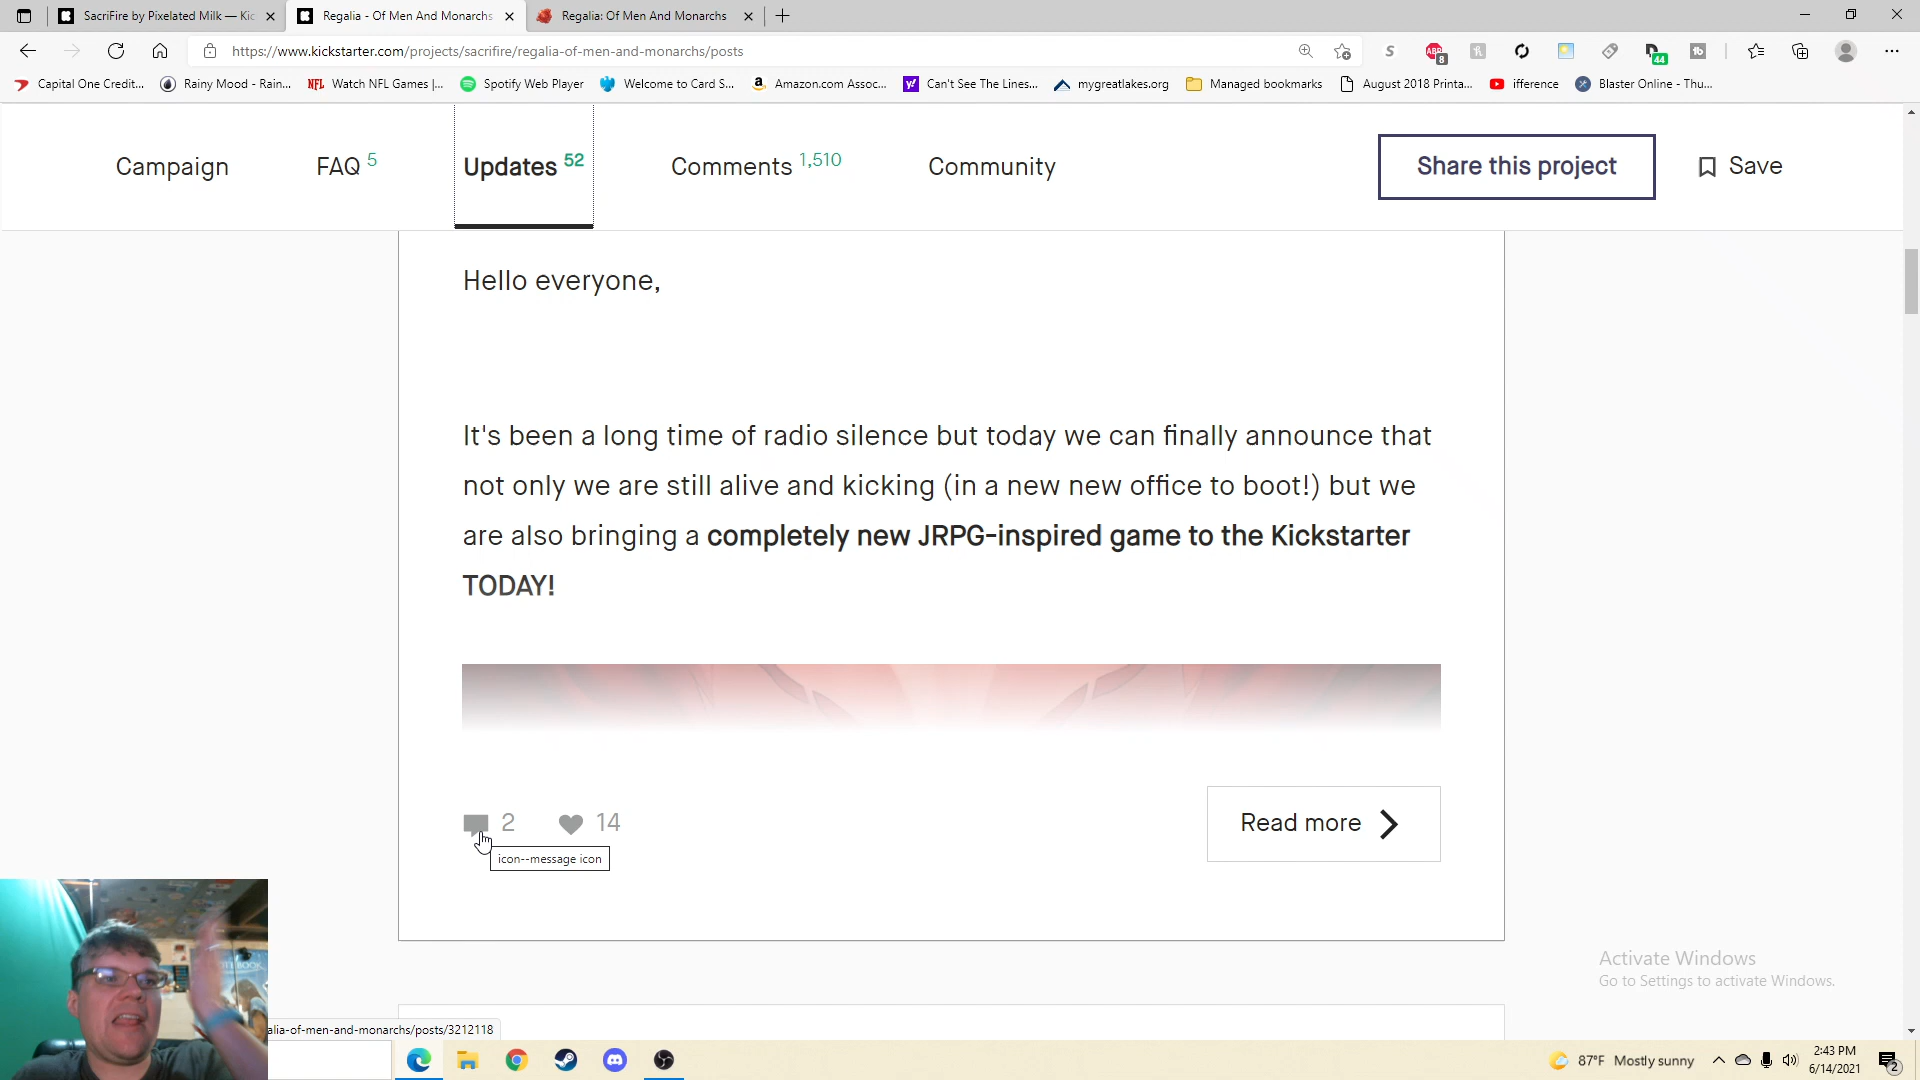 SacriFire by Pixelated Milk — Kic
Regalia - Of Men And Monarchs
Regalia: Of Men And Monarchs
https://www.kickstarter.com/projects/sacrifire/regalia-of-men-and-monarchs/posts
S
ABP
8
44
tb
Capital One Credit...
Rainy Mood - Rain...
NFL
Watch NFL Games |...
Spotify Web Player
Welcome to Card S...
Amazon.com Assoc...
Can't See The Lines...
mygreatlakes.org
Managed bookmarks
August 2018 Printa...
ifference
Blaster Online - Thu...
Campaign
FAQ 5
Updates 52
Comments 1,510
Community
Share this project
Save
Hello everyone,
It's been a long time of radio silence but today we can finally announce that
not only we are still alive and kicking (in a new new office to boot!) but we
are also bringing a completely new JRPG-inspired game to the Kickstarter
TODAY!
2
14
Read more
icon--message icon
Activate Windows
Go to Settings to activate Windows.
alia-of-men-and-monarchs/posts/3212118
87°F Mostly sunny
2:43 PM
6/14/2021
2